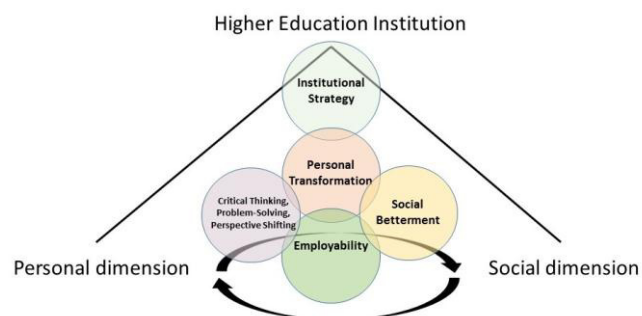 Higher Education Institution
Institutional
Strategy
Personal
Transformation
Critical Thinking,
Problem-Solving,
Perspective Shifting
Social
Betterment
Employability
Personal dimension
Social dimension